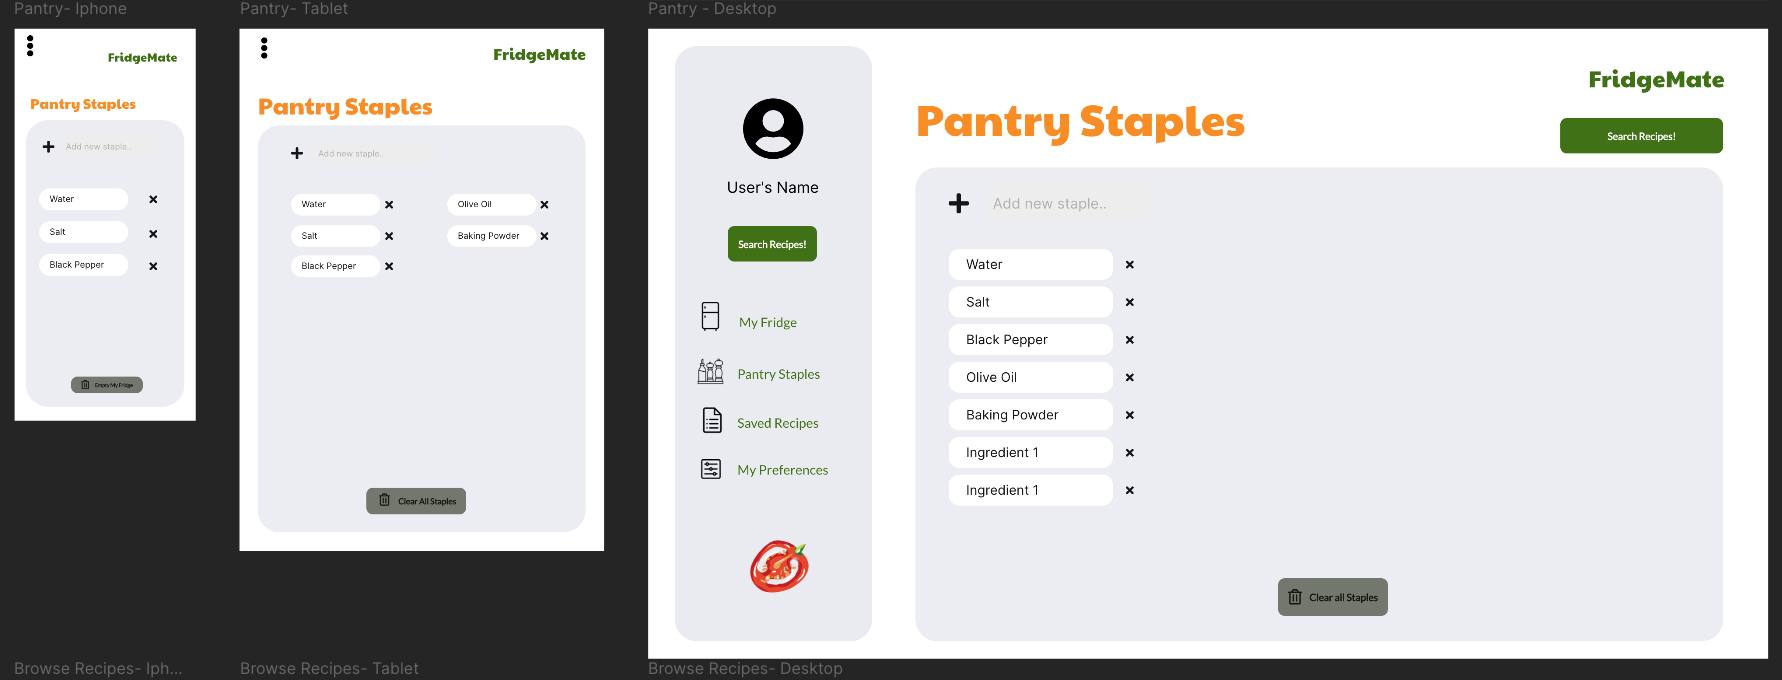 Pantry- Iphone
FridgeMate
Pantry Staples
Add new staple..
Water
Salt
Black Pepper
Empty My Fridge
Pantry- Tablet
FridgeMate
Pantry Staples
Add new staple..
Water
Olive Oil
Salt
Baking Powder
Black Pepper
Clear All Staples
Pantry - Desktop
User's Name
Search Recipes!
My Fridge
Pantry Staples
Saved Recipes
My Preferences
FridgeMate
Pantry Staples
Search Recipes!
Add new staple..
Water
Salt
Black Pepper
Olive Oil
Baking Powder
Ingredient 1
Ingredient 1
Clear all Staples
Browse Recipes- Iph...
Browse Recipes- Tablet
Browse Recipes- Desktop